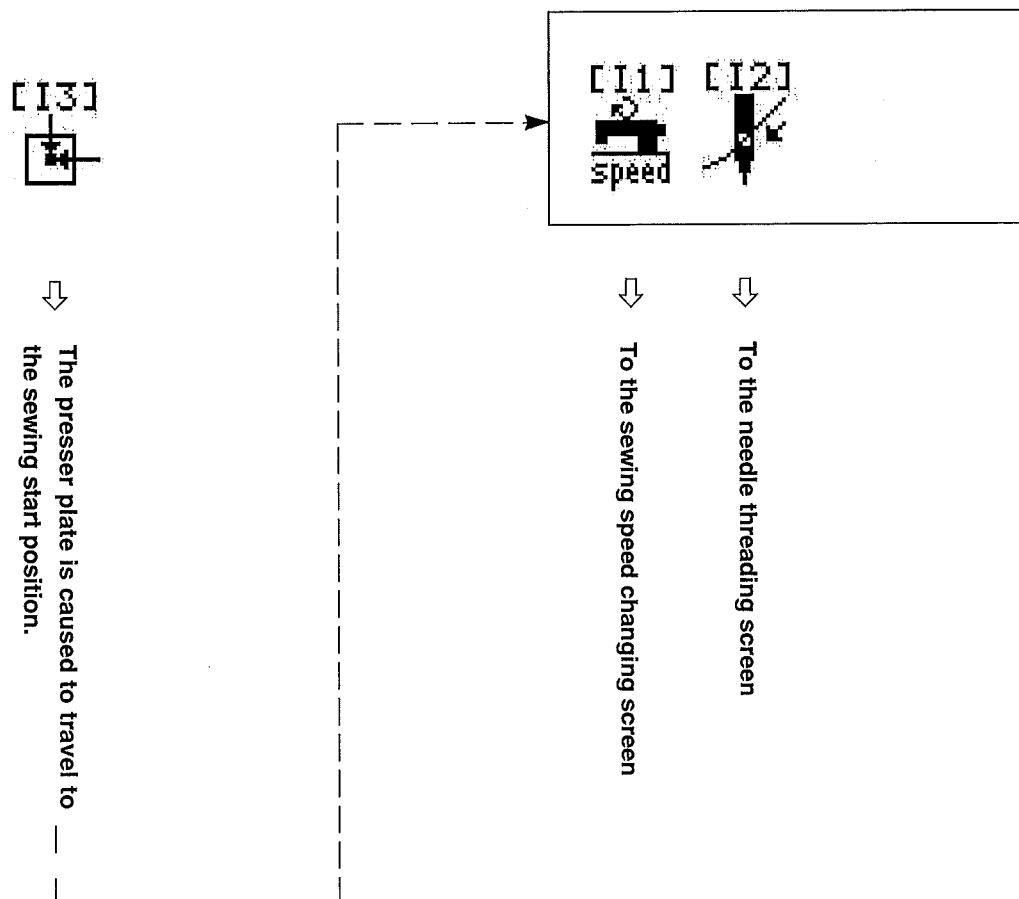 [I3]
[I1] [I2]
speed
To the needle threading screen
To the sewing speed changing screen
The presser plate is caused to travel to
the sewing start position.